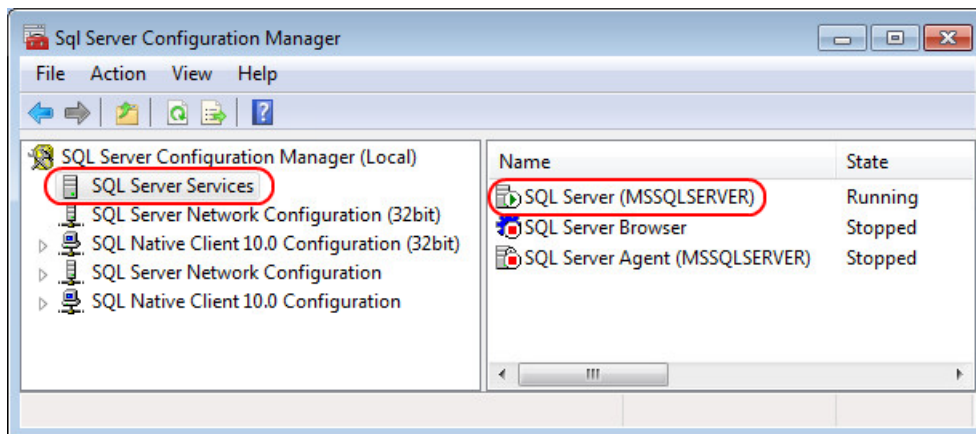 Sql Server Configuration Manager
File Action View Help
SQL Server Configuration Manager (Local)
SQL Server Services
SQL Server Network Configuration (32bit)
SQL Native Client 10.0 Configuration (32bit)
SQL Server Network Configuration
SQL Native Client 10.0 Configuration
Name State
SQL Server (MSSQLSERVER) Running
SQL Server Browser Stopped
SQL Server Agent (MSSQLSERVER) Stopped